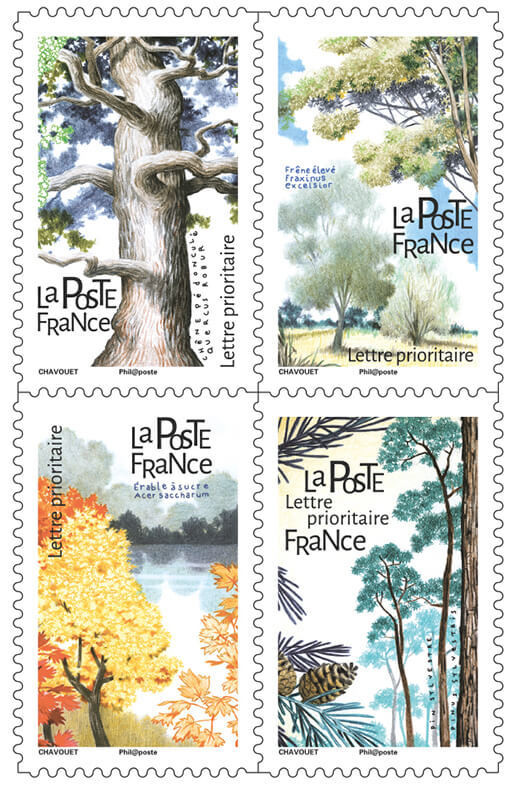 La Poste
France
CHÊNE PÉDONCULÉ
QUERCUS ROBUR
Lettre prioritaire
CHAVOUET
Phil@poste
Frêne élevé
Fraxinus
excelsior
La Poste
France
Lettre prioritaire
CHAVOUET
Phil@poste
Lettre prioritaire
La Poste
France
Érable à sucre
Acer saccharum
CHAVOUET
Phil@poste
La Poste
Lettre
prioritaire
France
PIN SYLVESTRE
PINUS SYLVESTRIS
CHAVOUET
Phil@poste